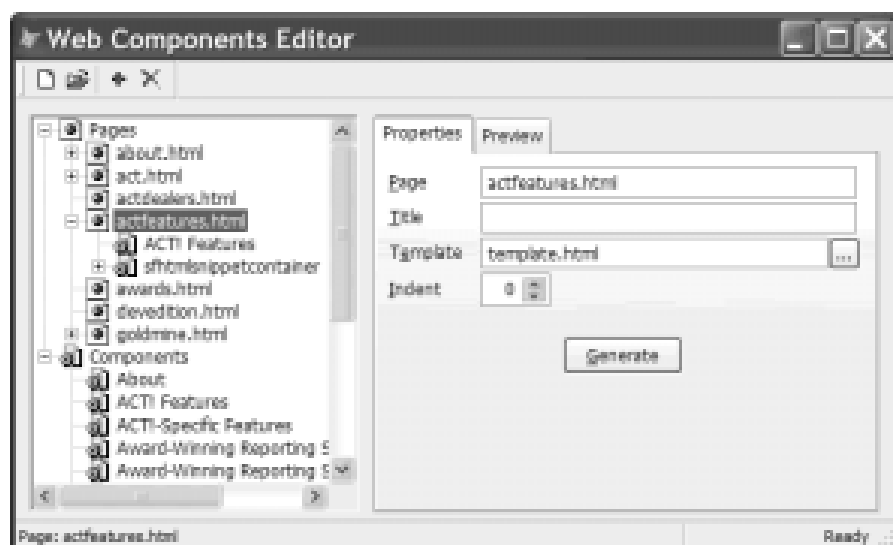 Web Components Editor
Pages
about.html
act.html
actdealers.html
actfeatures.html
ACT! Features
sfhtmlsnippetcontainer
awards.html
devedition.html
goldmine.html
Components
About
ACT! Features
ACT!-Specific Features
Award-Winning Reporting S
Award-Winning Reporting S
Properties Preview
Page actfeatures.html
Title
Template template.html ...
Indent 0
Generate
Page: actfeatures.html Ready